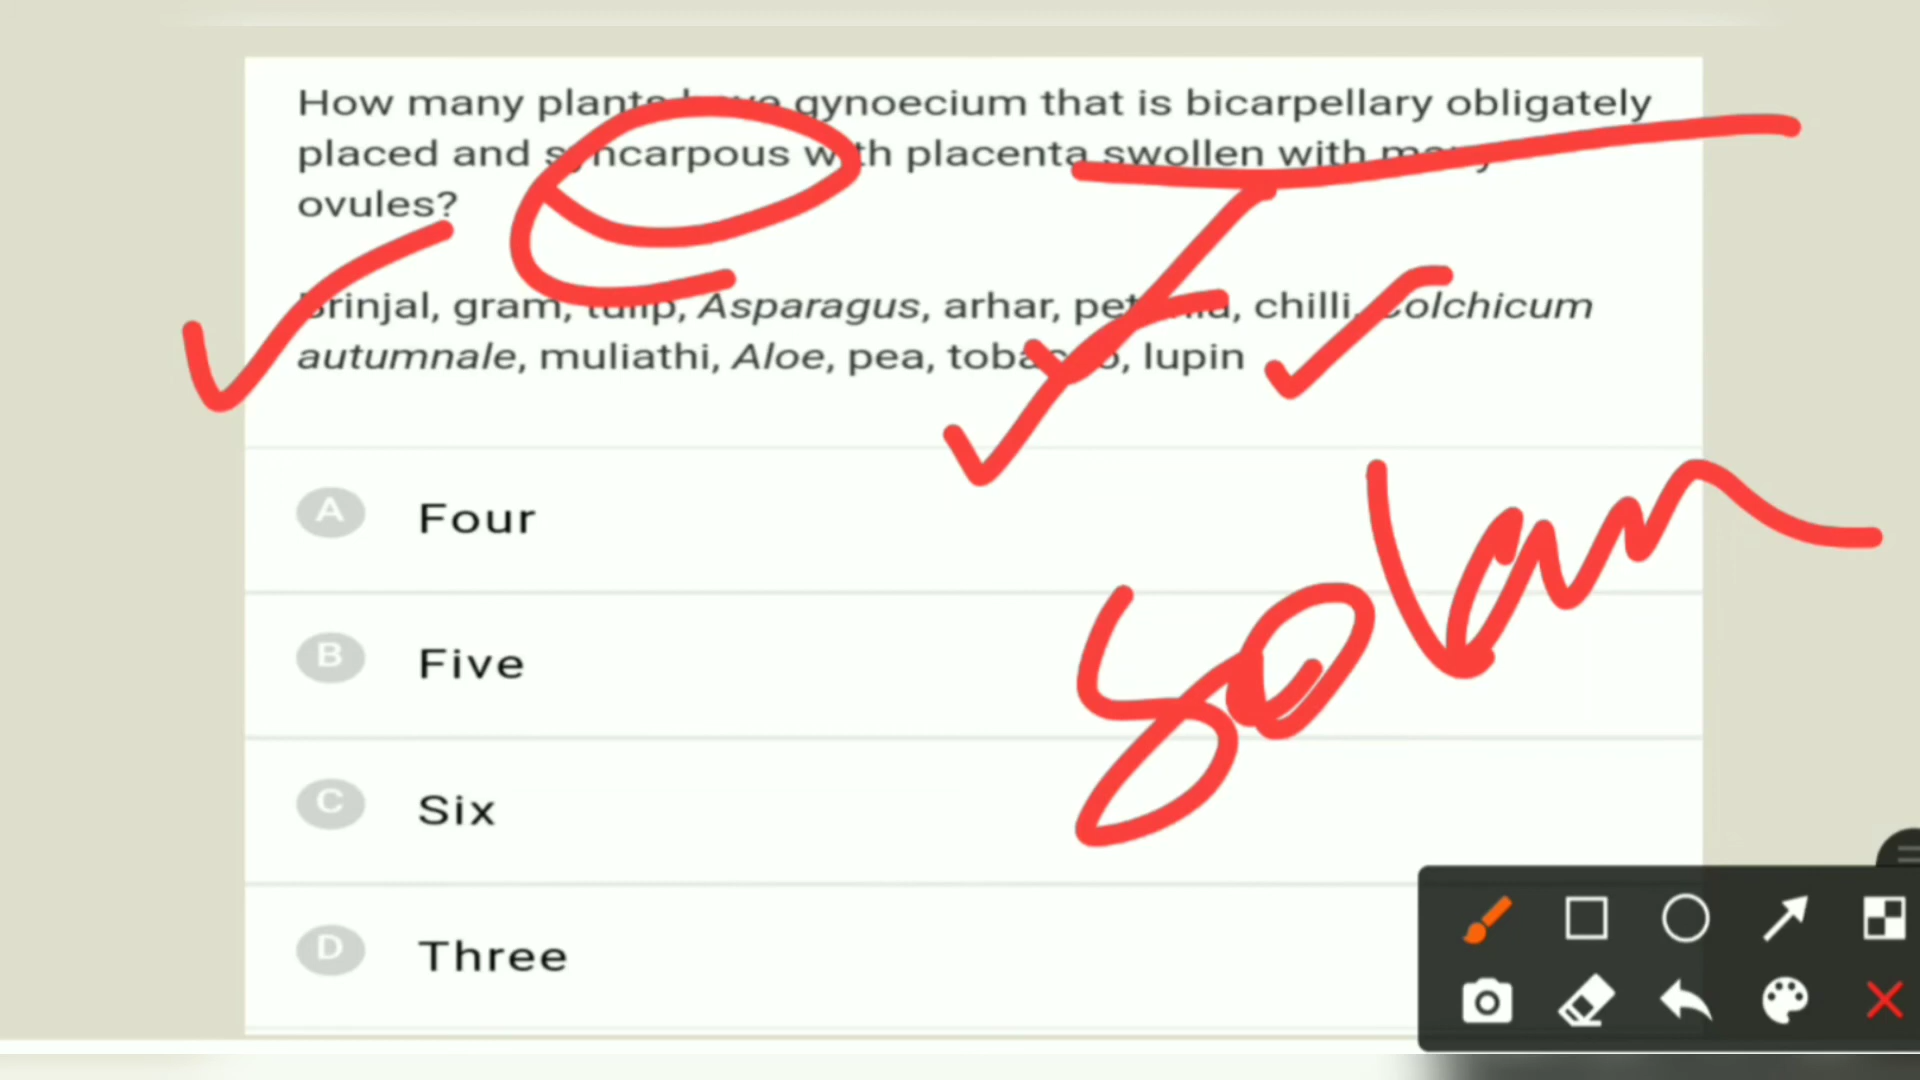 How many plants have gynoecium that is bicarpellary obligately
placed and syncarpous with placenta swollen with many
ovules?
Brinjal, gram, tulip, Asparagus, arhar, petunia, chilli, Colchicum
autumnale, muliathi, Aloe, pea, tobacco, lupin
A Four
B Five
C Six
D Three